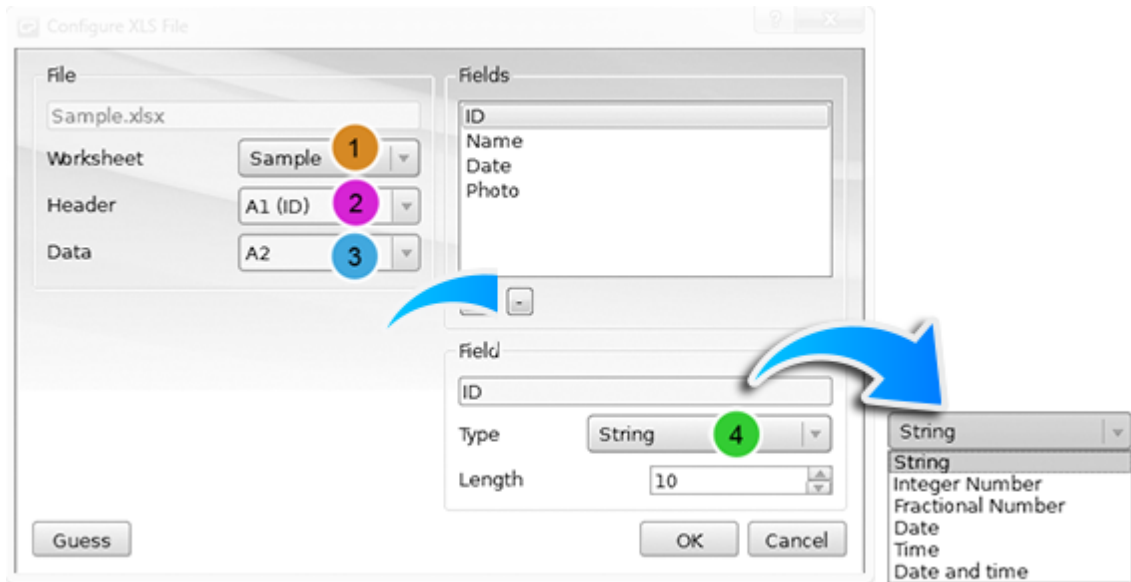 Configure XLS File
?
File
Sample.xlsx
Worksheet
Sample
1
Header
A1 (ID)
2
Data
A2
3
Fields
ID
Name
Date
Photo
-
Field
ID
Type
String
4
Length
10
Guess
OK
Cancel
String
String
Integer Number
Fractional Number
Date
Time
Date and time